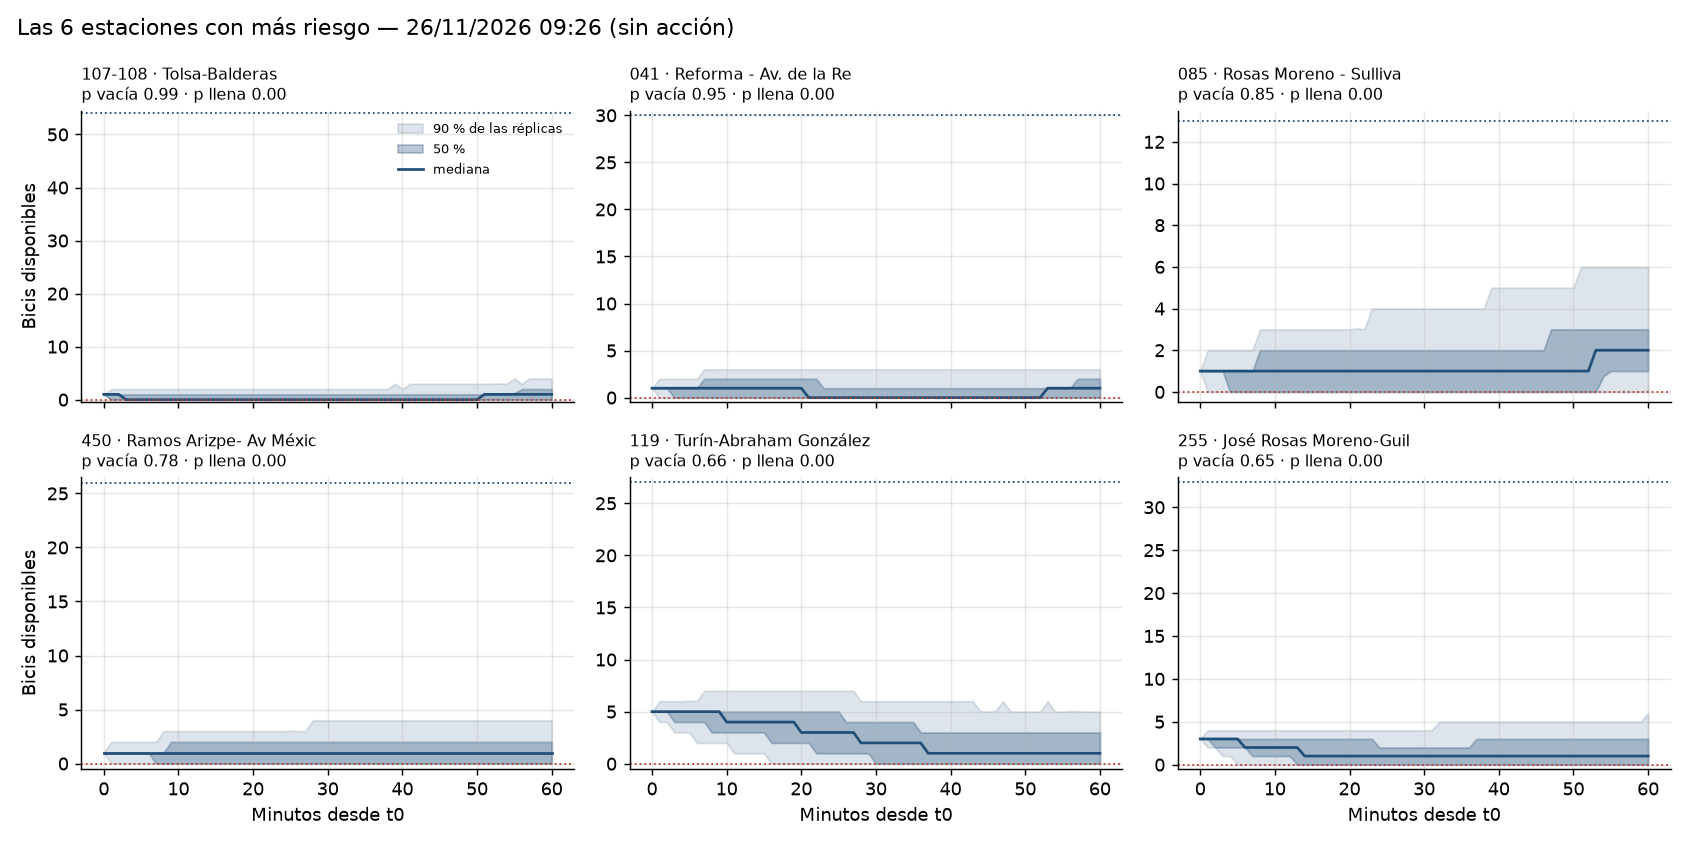 Las 6 estaciones con más riesgo — 26/11/2026 09:26 (sin acción)
107-108 · Tolsa-Balderas
p vacía 0.99 · p llena 0.00
90 % de las réplicas
50 %
mediana
Bicis disponibles
50
40
30
20
10
0
041 · Reforma - Av. de la Re
p vacía 0.95 · p llena 0.00
30
25
20
15
10
5
0
085 · Rosas Moreno - Sulliva
p vacía 0.85 · p llena 0.00
12
10
8
6
4
2
0
450 · Ramos Arizpe- Av Méxic
p vacía 0.78 · p llena 0.00
Bicis disponibles
25
20
15
10
5
0
0 10 20 30 40 50 60
Minutos desde t0
119 · Turín-Abraham González
p vacía 0.66 · p llena 0.00
25
20
15
10
5
0
0 10 20 30 40 50 60
Minutos desde t0
255 · José Rosas Moreno-Guil
p vacía 0.65 · p llena 0.00
30
25
20
15
10
5
0
0 10 20 30 40 50 60
Minutos desde t0